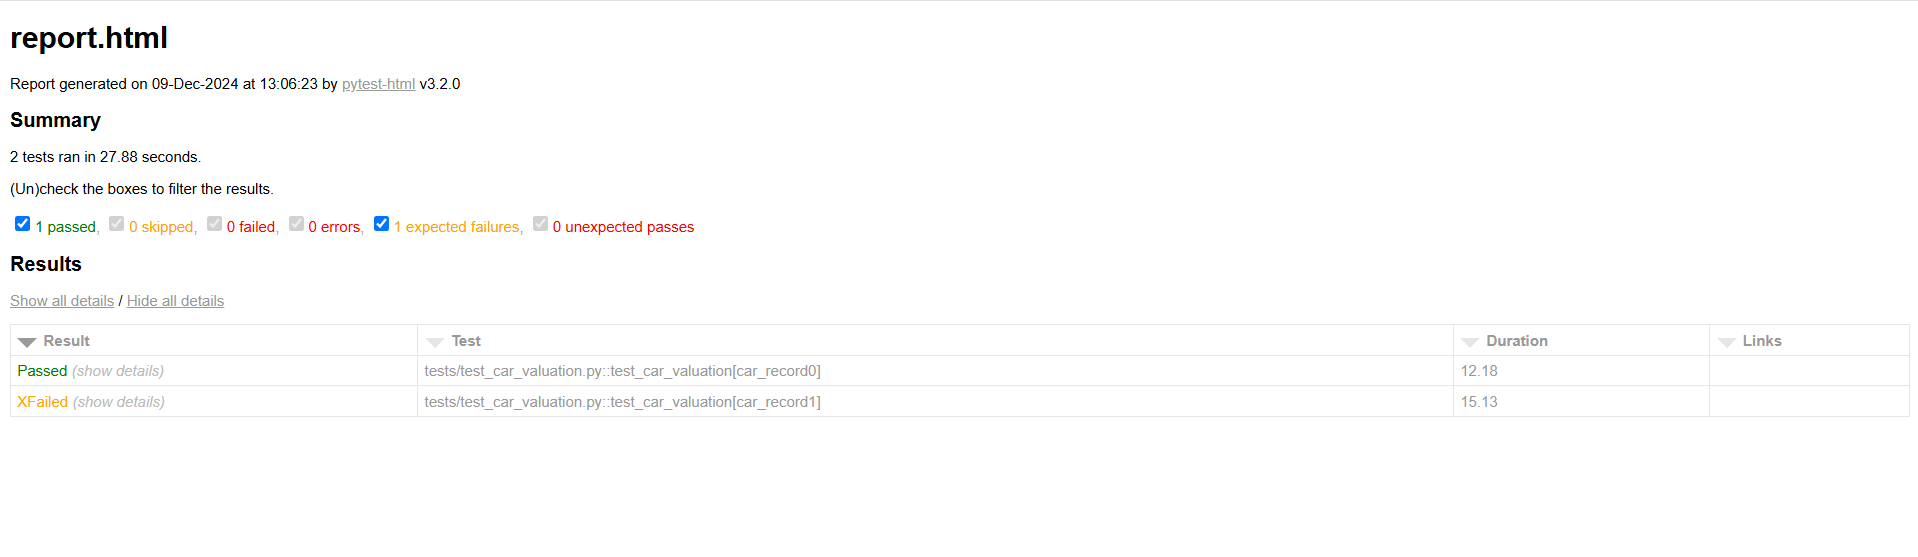 report.html
Report generated on 09-Dec-2024 at 13:06:23 by pytest-html v3.2.0
Summary
2 tests ran in 27.88 seconds.
(Un)check the boxes to filter the results.
1 passed, 0 skipped, 0 failed, 0 errors, 1 expected failures, 0 unexpected passes
Results
Show all details / Hide all details
Result Test Duration Links
Passed (show details) tests/test_car_valuation.py::test_car_valuation[car_record0] 12.18
XFailed (show details) tests/test_car_valuation.py::test_car_valuation[car_record1] 15.13